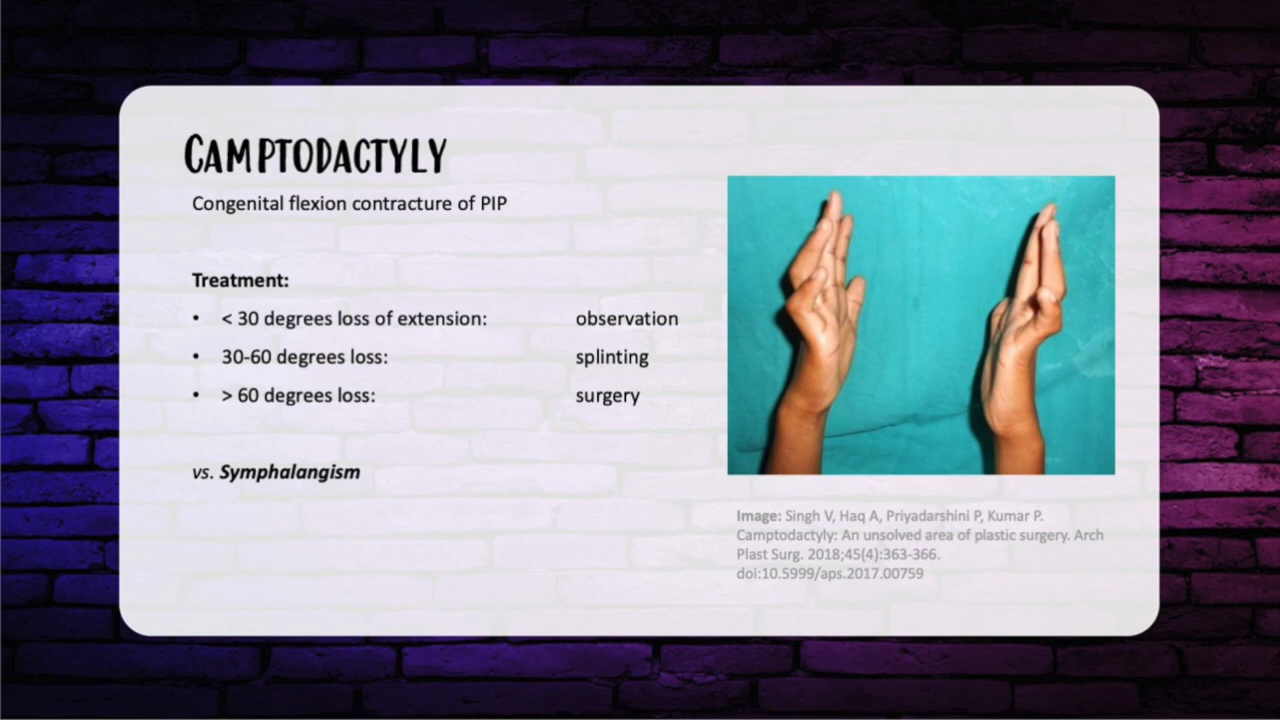 CAMPTODACTYLY
Congenital flexion contracture of PIP
Treatment:
• < 30 degrees loss of extension: observation
• 30-60 degrees loss: splinting
• > 60 degrees loss: surgery
vs. Symphalangism
Image: Singh V, Haq A, Priyadarshini P, Kumar P.
Camptodactyly: An unsolved area of plastic surgery. Arch
Plast Surg. 2018;45(4):363-366.
doi:10.5999/aps.2017.00759